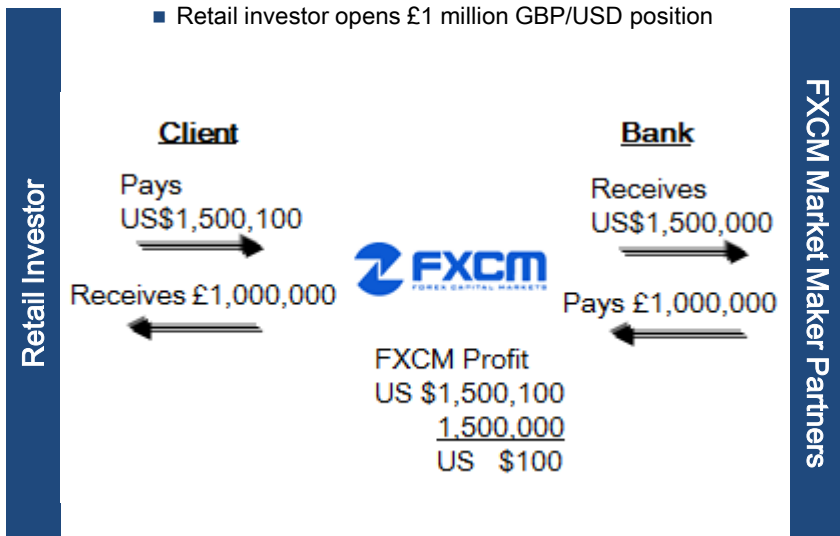 Retail investor opens £1 million GBP/USD position
Retail Investor
Client
Pays
US$1,500,100
Receives £1,000,000
FXCM
FOREX CAPITAL MARKETS
FXCM Profit
US $1,500,100
1,500,000
US $100
Bank
Receives
US$1,500,000
Pays £1,000,000
FXCM Market Maker Partners